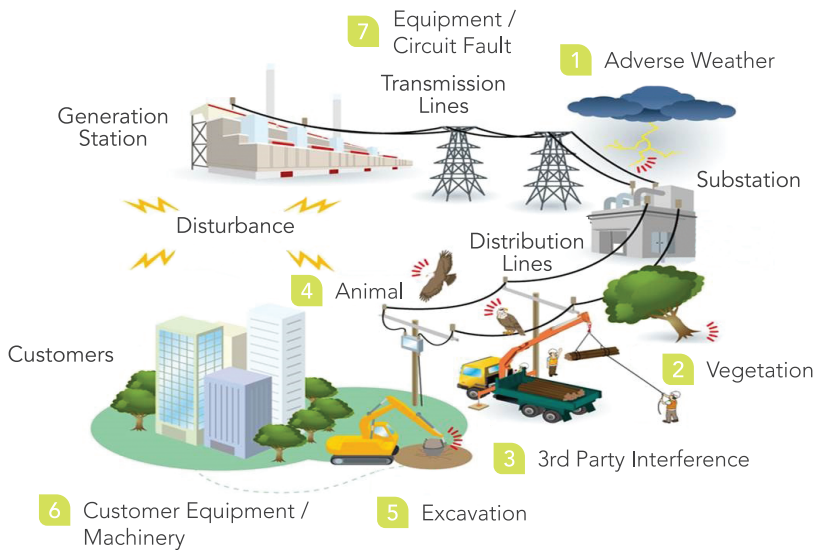 7
Equipment /
Circuit Fault
1
Adverse Weather
Transmission
Lines
Generation
Station
Substation
Disturbance
Distribution
Lines
4
Animal
Customers
2
Vegetation
3
3rd Party Interference
6
Customer Equipment /
Machinery
5
Excavation